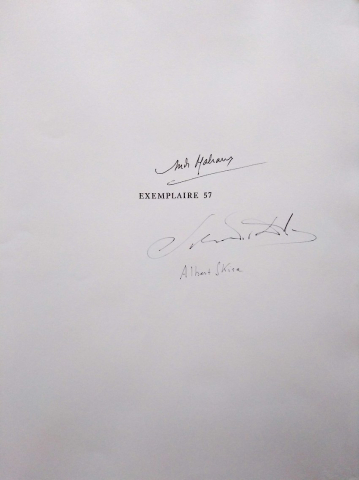 André Malraux
EXEMPLAIRE 57
Albert Skira